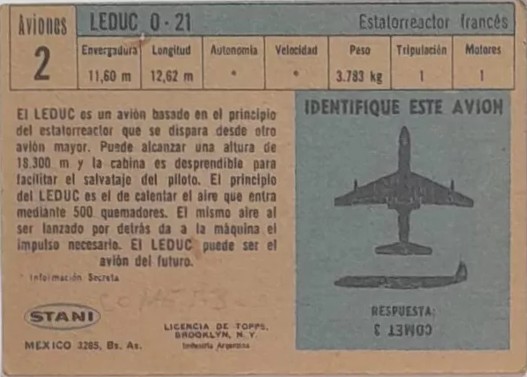 Aviones
2
LEDUC 0-21
Estatorreactor francés
Envergadura Longitud Autonomía Velocidad Peso Tripulación Motores
11,60 m 12,62 m * * 3.783 kg 1 1
El LEDUC es un avión basado en el principio
del estatorreactor que se dispara desde otro
avión mayor. Puede alcanzar una altura de
18.300 m y la cabina es desprendible para
facilitar el salvataje del piloto. El principio
del LEDUC es el de calentar el aire que entra
mediante 500 quemadores. El mismo aire al
ser lanzado por detrás da a la máquina el
impulso necesario. El LEDUC puede ser el
avión del futuro.
* Información Secreta
STANI
MEXICO 3285, Bs. As.
LICENCIA DE TOPPS,
BROOKLYN, N. Y.
Industria Argentina
IDENTIFIQUE ESTE AVION
RESPUESTA:
COMET 3